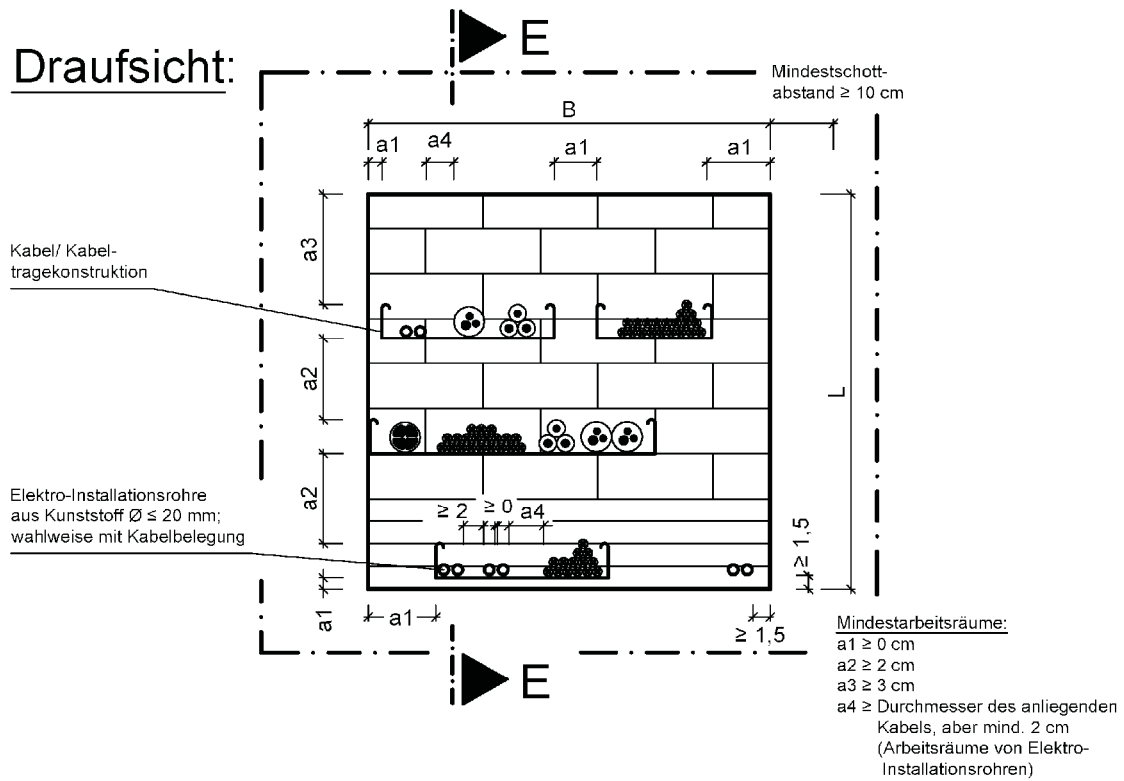 E
Draufsicht:
Mindestschott-
abstand ≥ 10 cm
B
a1
a4
a1
a1
a3
Kabel/ Kabel-
tragekonstruktion
a2
L
a2
Elektro-Installationsrohre
aus Kunststoff Ø ≤ 20 mm;
wahlweise mit Kabelbelegung
≥ 2
≥ 0
a4
≥ 1,5
a1
a1
≥ 1,5
E
Mindestarbeitsräume:
a1 ≥ 0 cm
a2 ≥ 2 cm
a3 ≥ 3 cm
a4 ≥ Durchmesser des anliegenden
Kabels, aber mind. 2 cm
(Arbeitsräume von Elektro-
Installationsrohren)